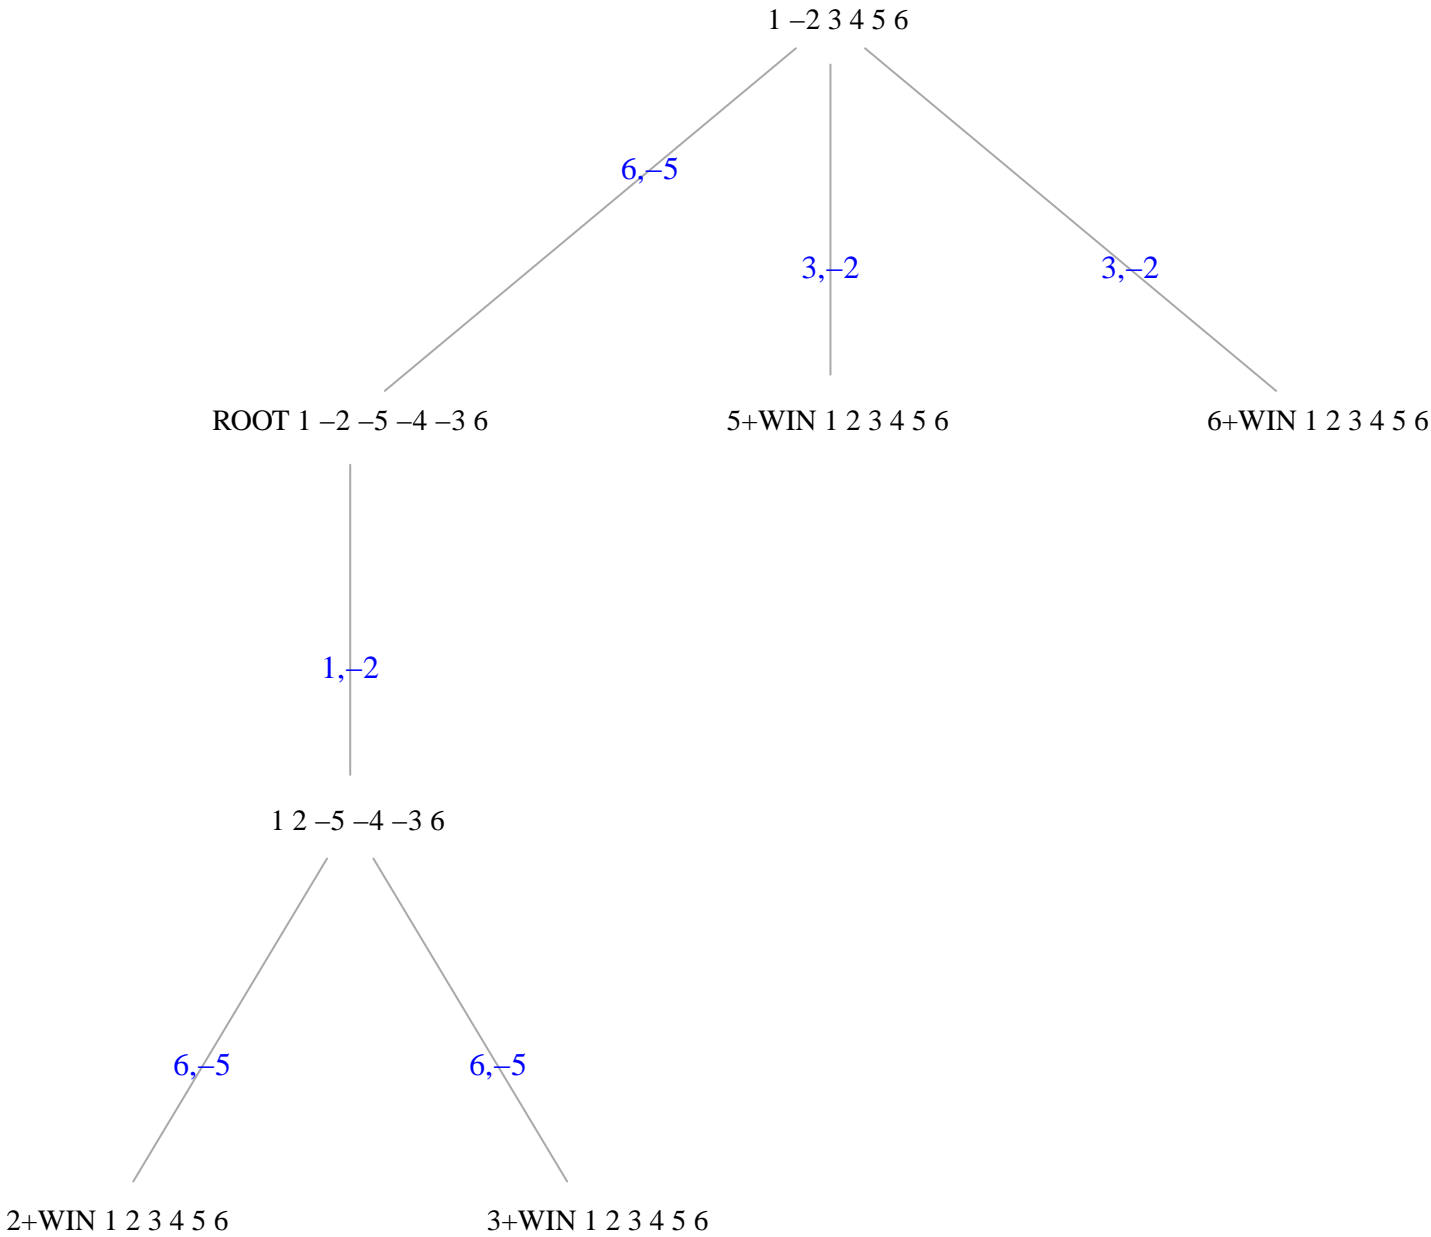 1 –2 3 4 5 6
6,–5
3,–2
3,–2
ROOT 1 –2 –5 –4 –3 6
5+WIN 1 2 3 4 5 6
6+WIN 1 2 3 4 5 6
1,–2
1 2 –5 –4 –3 6
6,–5
6,–5
2+WIN 1 2 3 4 5 6
3+WIN 1 2 3 4 5 6